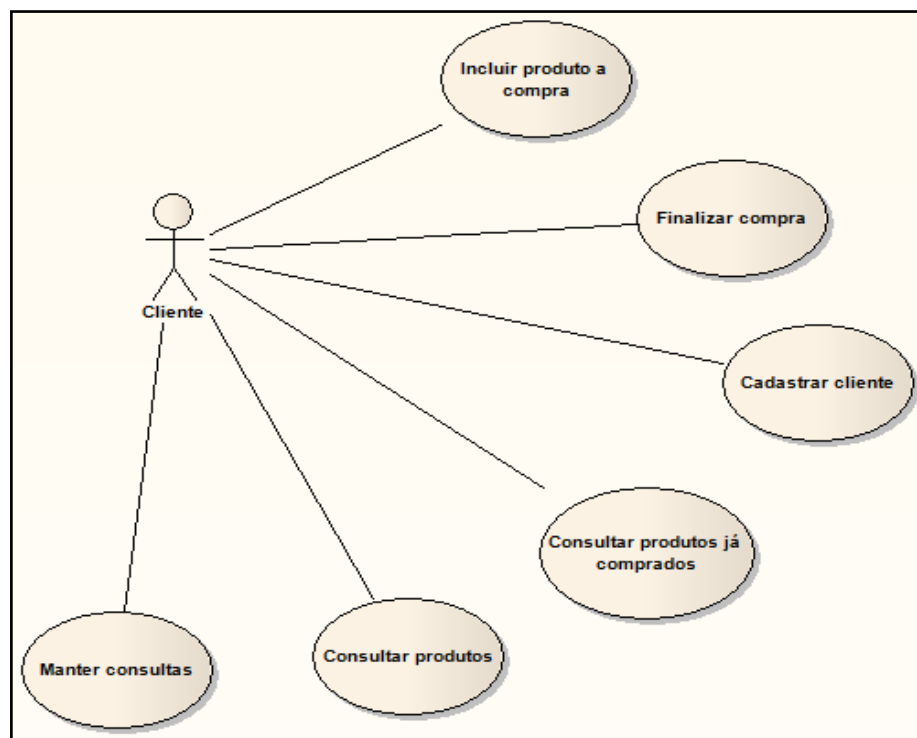 Incluir produto a
compra
Finalizar compra
Cliente
Cadastrar cliente
Consultar produtos já
comprados
Consultar produtos
Manter consultas